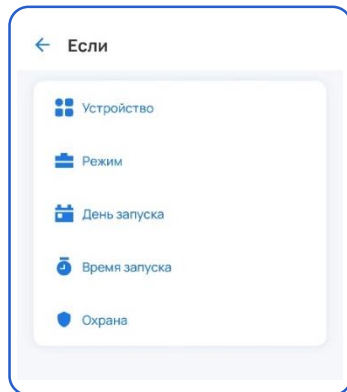 Если
Устройство
Режим
День запуска
Время запуска
Охрана